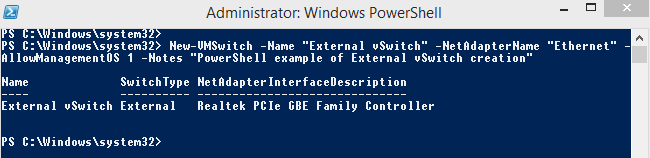 Administrator: Windows PowerShell
PS C:\Windows\system32>
PS C:\Windows\system32> New-VMSwitch -Name "External vSwitch" -NetAdapterName "Ethernet" -
AllowManagementOS 1 -Notes "PowerShell example of External vSwitch creation"
Name SwitchType NetAdapterInterfaceDescription
---- ---------- ------------------------------
External vSwitch External Realtek PCIe GBE Family Controller
PS C:\Windows\system32>